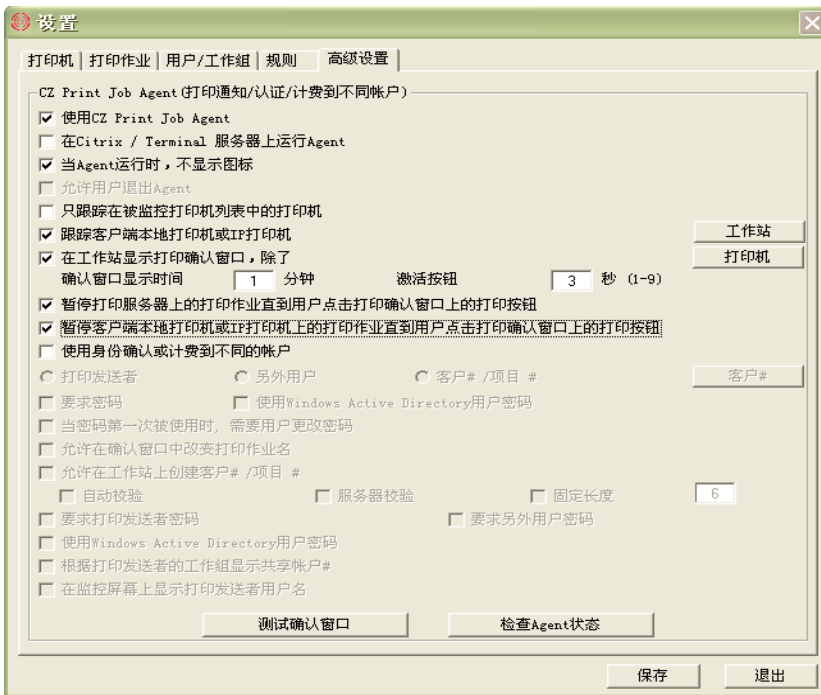 设置
打印机 打印作业 用户/工作组 规则 高级设置
CZ Print Job Agent(打印通知/认证/计费到不同帐户)
使用CZ Print Job Agent
在Citrix / Terminal 服务器上运行Agent
当Agent运行时，不显示图标
允许用户退出Agent
只跟踪在被监控打印机列表中的打印机
跟踪客户端本地打印机或IP打印机 工作站
在工作站显示打印确认窗口，除了 打印机
确认窗口显示时间 1 分钟 激活按钮 3 秒 (1-9)
暂停打印服务器上的打印作业直到用户点击打印确认窗口上的打印按钮
暂停客户端本地打印机或IP打印机上的打印作业直到用户点击打印确认窗口上的打印按钮
使用身份确认或计费到不同的帐户
打印发送者 另外用户 客户# /项目 # 客户#
要求密码 使用Windows Active Directory用户密码
当密码第一次被使用时, 需要用户更改密码
允许在确认窗口中改变打印作业名
允许在工作站上创建客户# /项目 #
自动校验 服务器校验 固定长度 6
要求打印发送者密码 要求另外用户密码
使用Windows Active Directory用户密码
根据打印发送者的工作组显示共享帐户#
在监控屏幕上显示打印发送者用户名
测试确认窗口 检查Agent状态
保存 退出